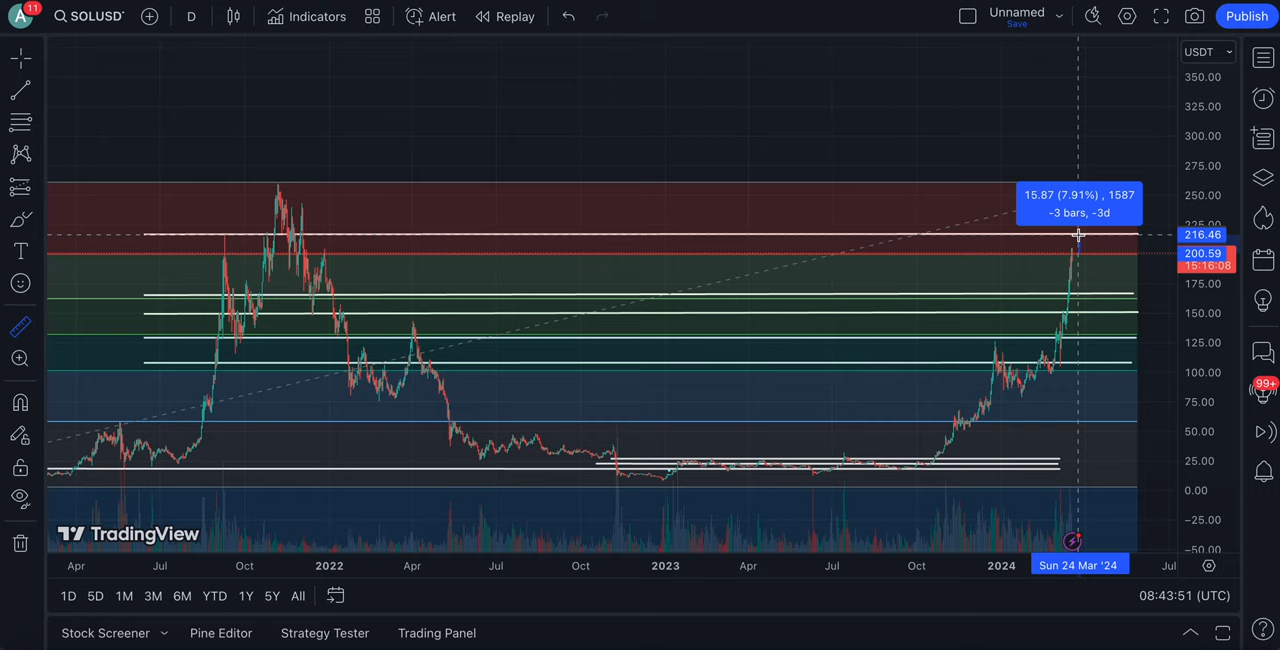 A 11 SOLUSDT D Indicators Alert Replay Unnamed Save Publish
USDT
350.00
325.00
300.00
275.00
250.00
15.87 (7.91%) , 1587
-3 bars, -3d
216.46
200.59
15:16:08
175.00
150.00
125.00
100.00
75.00
50.00
25.00
0.00
−25.00
−50.00
99+
TradingView
Apr Jul Oct 2022 Apr Jul Oct 2023 Apr Jul Oct 2024 Sun 24 Mar '24 Jul
1D 5D 1M 3M 6M YTD 1Y 5Y All 08:43:51 (UTC)
Stock Screener Pine Editor Strategy Tester Trading Panel